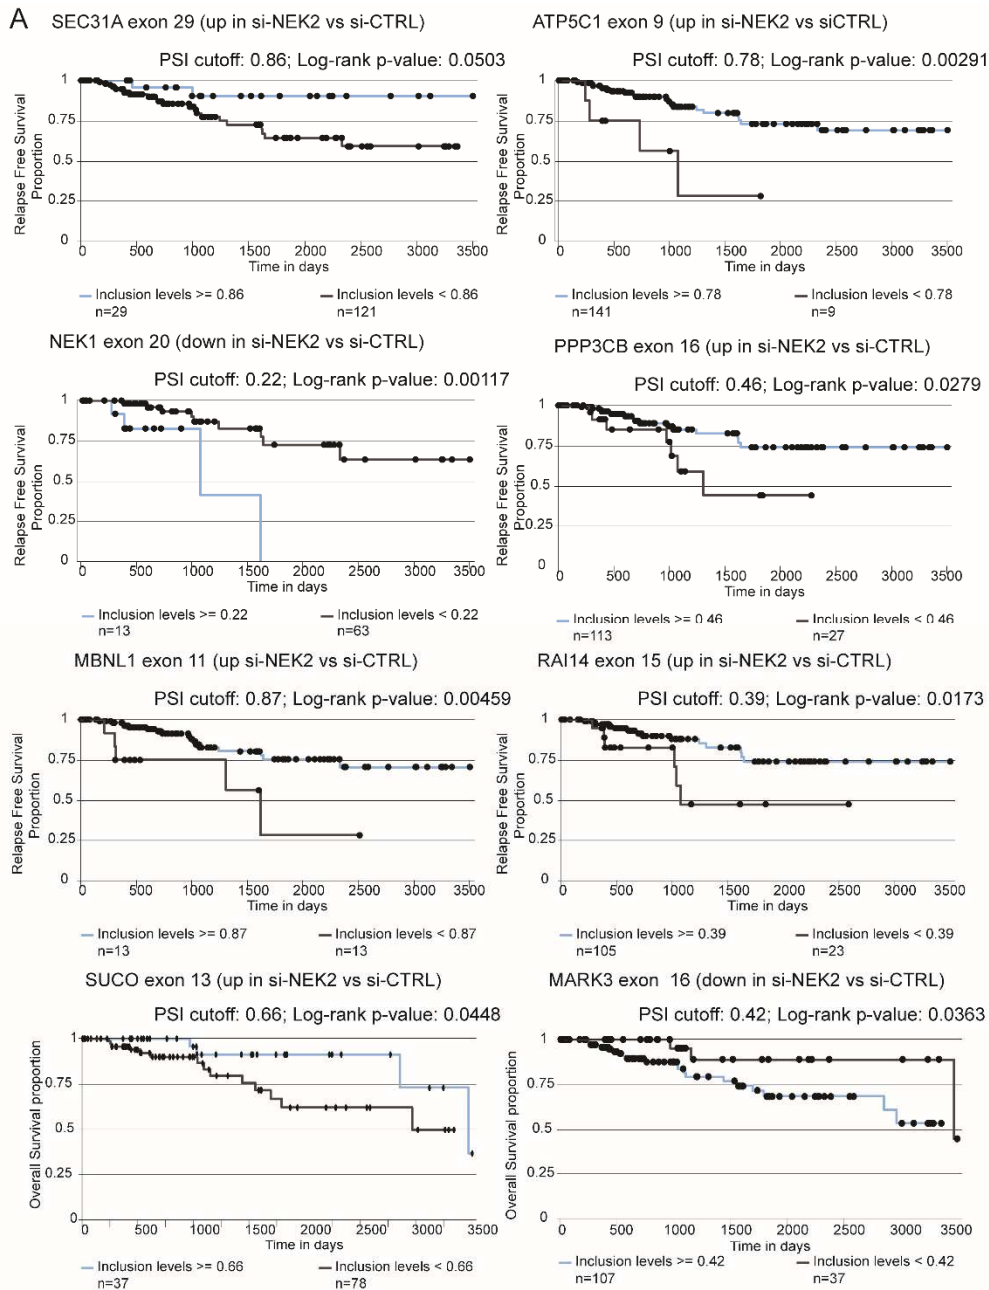 A
SEC31A exon 29 (up in si-NEK2 vs si-CTRL)
PSI cutoff: 0.86; Log-rank p-value: 0.0503
Relapse Free Survival
Proportion
1
0.75
0.5
0.25
0
0 500 1000 1500 2000 2500 3000 3500
Time in days
Inclusion levels >= 0.86
n=29
Inclusion levels < 0.86
n=121
ATP5C1 exon 9 (up in si-NEK2 vs siCTRL)
PSI cutoff: 0.78; Log-rank p-value: 0.00291
Relapse Free Survival
Proportion
1
0.75
0.5
0.25
0
0 500 1000 1500 2000 2500 3000 3500
Time in days
Inclusion levels >= 0.78
n=141
Inclusion levels < 0.78
n=9
NEK1 exon 20 (down in si-NEK2 vs si-CTRL)
PSI cutoff: 0.22; Log-rank p-value: 0.00117
Relapse Free Survival
Proportion
1
0.75
0.5
0.25
0
0 500 1000 1500 2000 2500 3000 3500
Time in days
Inclusion levels >= 0.22
n=13
Inclusion levels < 0.22
n=63
PPP3CB exon 16 (up in si-NEK2 vs si-CTRL)
PSI cutoff: 0.46; Log-rank p-value: 0.0279
Relapse Free Survival
Proportion
1
0.75
0.5
0.25
0
0 500 1000 1500 2000 2500 3000 3500
Time in days
Inclusion levels >= 0.46
n=113
Inclusion levels < 0.46
n=27
MBNL1 exon 11 (up si-NEK2 vs si-CTRL)
PSI cutoff: 0.87; Log-rank p-value: 0.00459
Relapse Free Survival
Proportion
1
0.75
0.5
0.25
0
0 500 1000 1500 2000 2500 3000 3500
Time in days
Inclusion levels >= 0.87
n=13
Inclusion levels < 0.87
n=13
RAI14 exon 15 (up in si-NEK2 vs si-CTRL)
PSI cutoff: 0.39; Log-rank p-value: 0.0173
Relapse Free Survival
Proportion
1
0.75
0.5
0.25
0
0 500 1000 1500 2000 2500 3000 3500
Time in days
Inclusion levels >= 0.39
n=105
Inclusion levels < 0.39
n=23
SUCO exon 13 (up in si-NEK2 vs si-CTRL)
PSI cutoff: 0.66; Log-rank p-value: 0.0448
Overall Survival proportion
1
0.75
0.5
0.25
0
0 500 1000 1500 2000 2500 3000 3500
Time in days
Inclusion levels >= 0.66
n=37
Inclusion levels < 0.66
n=78
MARK3 exon 16 (down in si-NEK2 vs si-CTRL)
PSI cutoff: 0.42; Log-rank p-value: 0.0363
Overall Survival proportion
1
0.75
0.5
0.25
0
0 500 1000 1500 2000 2500 3000 3500
Time in days
Inclusion levels >= 0.42
n=107
Inclusion levels < 0.42
n=37